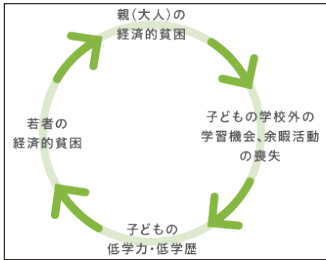 親(大人)の
経済的貧困
子どもの学校外の
学習機会、余暇活動
の喪失
子どもの
低学力・低学歴
若者の
経済的貧困